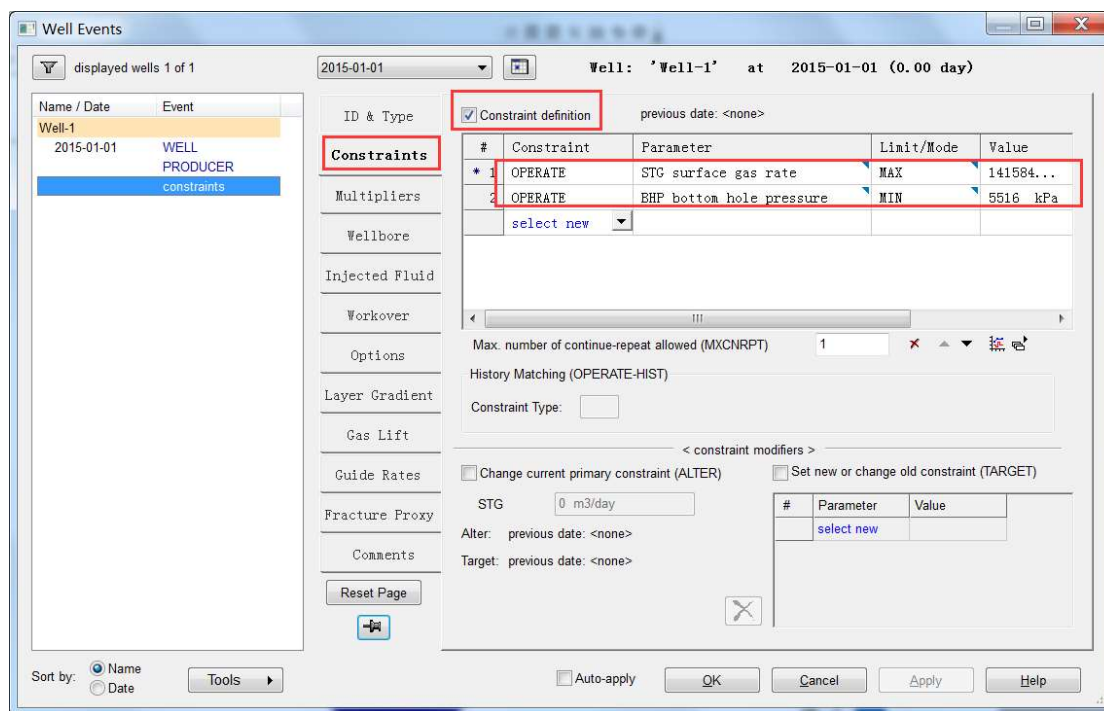 Well Events
displayed wells 1 of 1
2015-01-01
Well: 'Well-1' at 2015-01-01 (0.00 day)
Name / Date Event
Well-1
2015-01-01 WELL
PRODUCER
constraints
ID & Type
Constraints
Multipliers
Wellbore
Injected Fluid
Workover
Options
Layer Gradient
Gas Lift
Guide Rates
Fracture Proxy
Comments
Reset Page
Constraint definition previous date: <none>
# Constraint Parameter Limit/Mode Value
* 1 OPERATE STG surface gas rate MAX 141584...
2 OPERATE BHP bottom hole pressure MIN 5516 kPa
select new
Max. number of continue-repeat allowed (MXCNRPT) 1
History Matching (OPERATE-HIST)
Constraint Type:
< constraint modifiers >
Change current primary constraint (ALTER)
STG 0 m3/day
Alter: previous date: <none>
Target: previous date: <none>
Set new or change old constraint (TARGET)
# Parameter Value
select new
Sort by: Name
Date
Tools
Auto-apply
OK
Cancel
Apply
Help